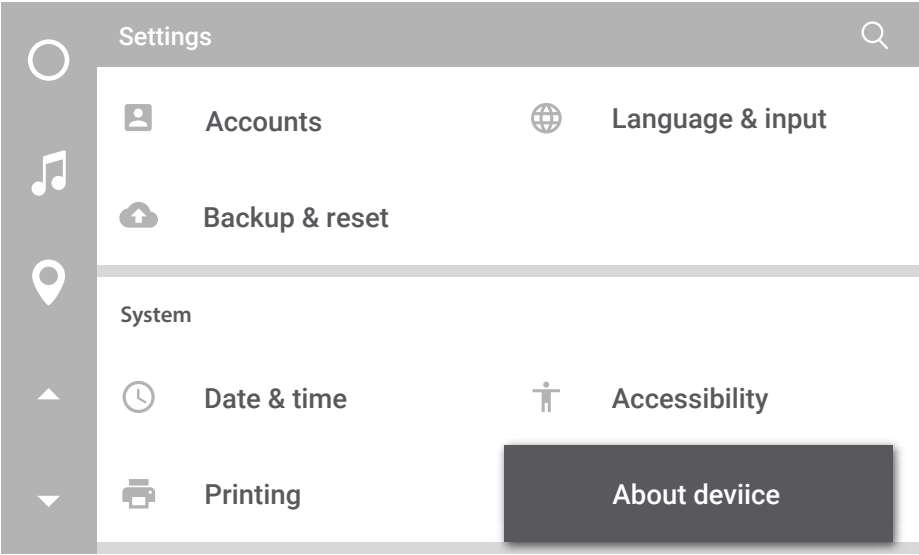 Settings
Accounts
Language & input
Backup & reset
System
Date & time
Accessibility
Printing
About deviice